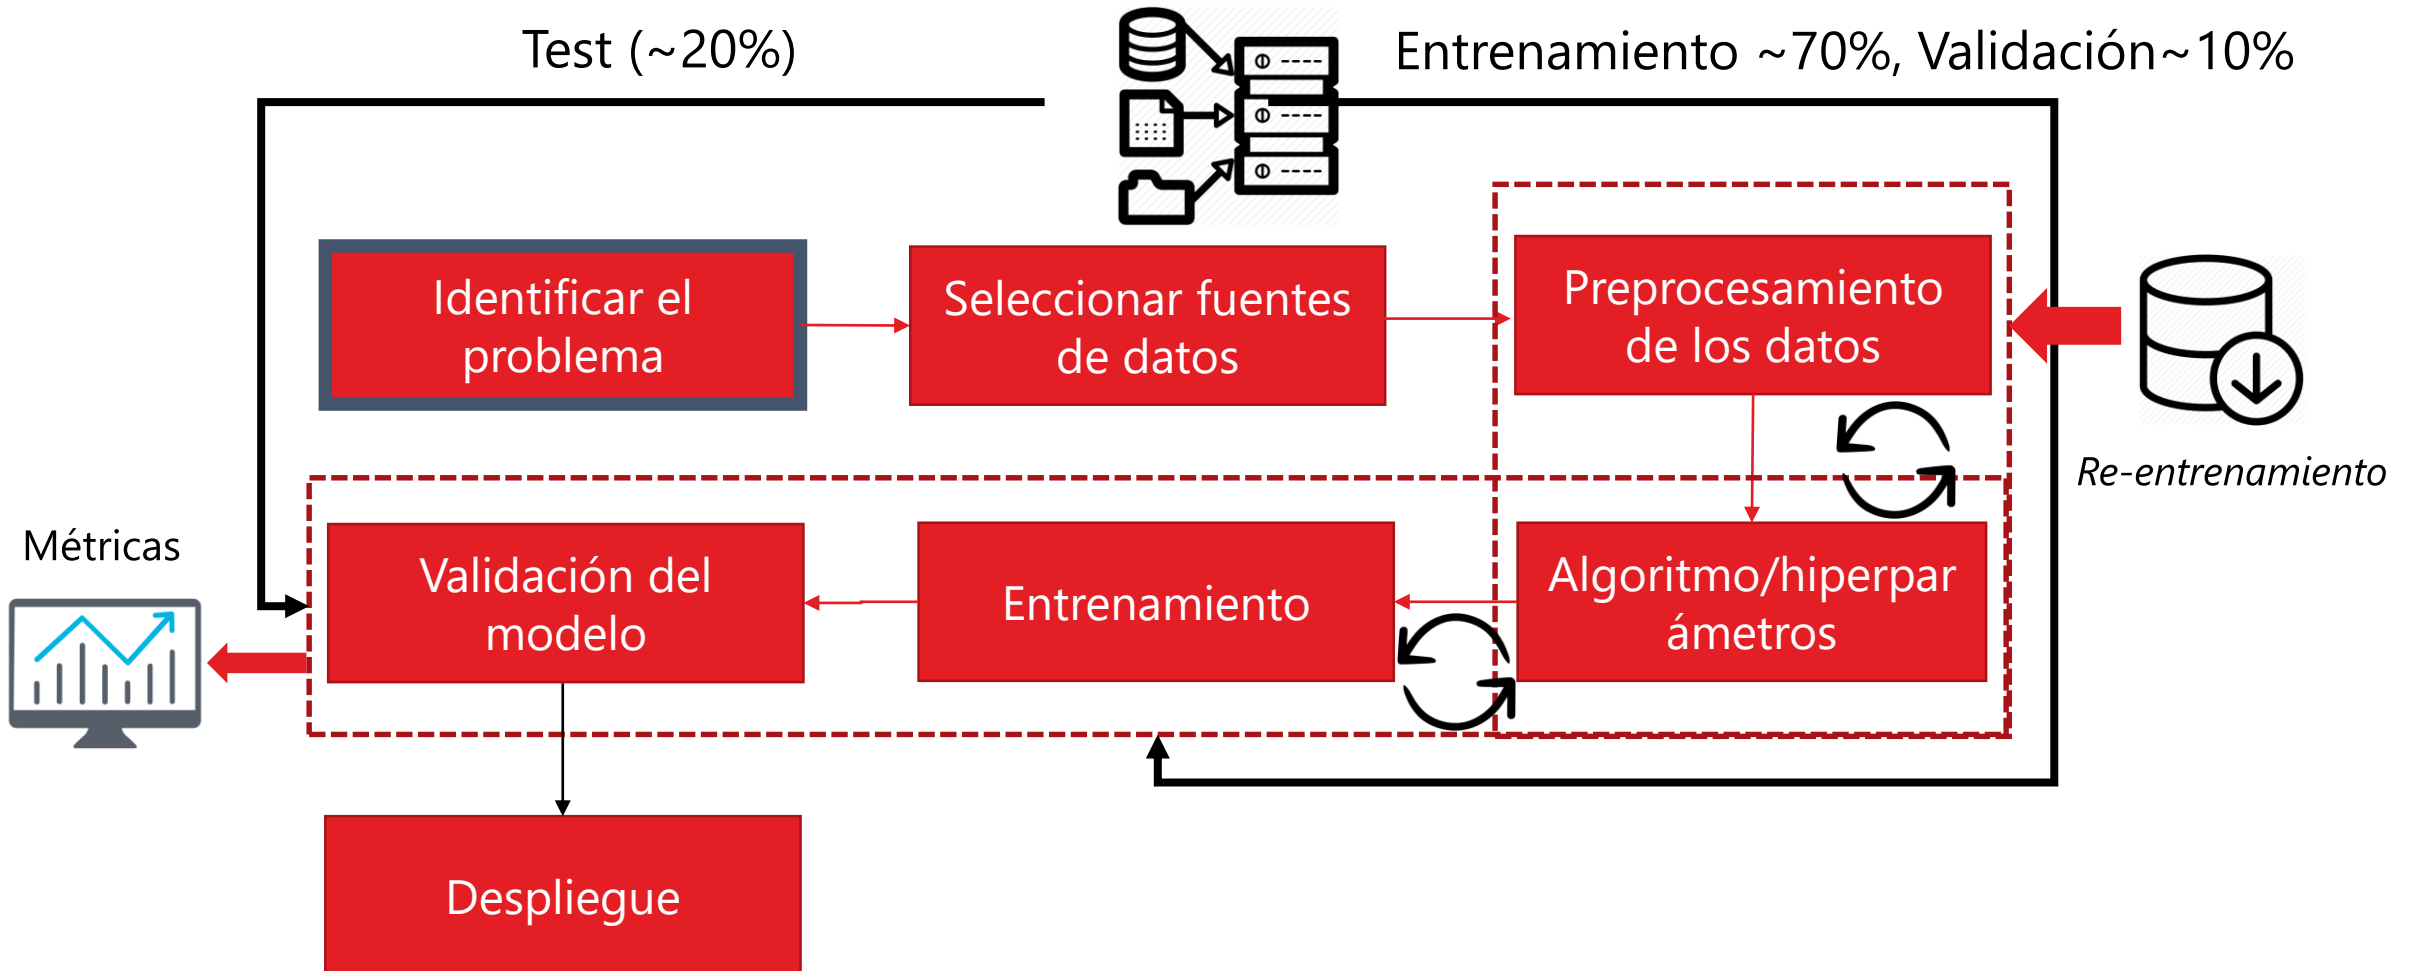 Test (~20%)
Entrenamiento ~70%, Validación~10%
Identificar el
problema
Seleccionar fuentes
de datos
Preprocesamiento
de los datos
Re-entrenamiento
Métricas
Validación del
modelo
Entrenamiento
Algoritmo/hiperpar
ámetros
Despliegue